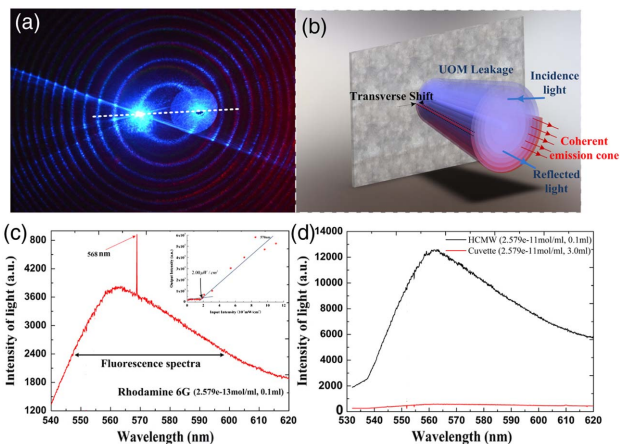 (a)
(b)
UOM Leakage
Incidence
light
Transverse Shift
Coherent
emission cone
Reflected
light
(c)
Intensity of light (a.u.)
800
4800
3600
3000
2400
1800
1200
568 nm
Input Intensity
Fluorescence spectra
Rhodamine 6G (2.579e-13mol/ml, 0.1ml)
540 550 560 570 580 590 600 610 620
Wavelength (nm)
(d)
Intensity of light (a.u.)
14000
12000
10000
8000
6000
4000
2000
0
HCMW (2.579e-11mol/ml, 0.1ml)
Cuvette (2.579e-11mol/ml, 3.0ml)
530 540 550 560 570 580 590 600 610 620
Wavelength (nm)